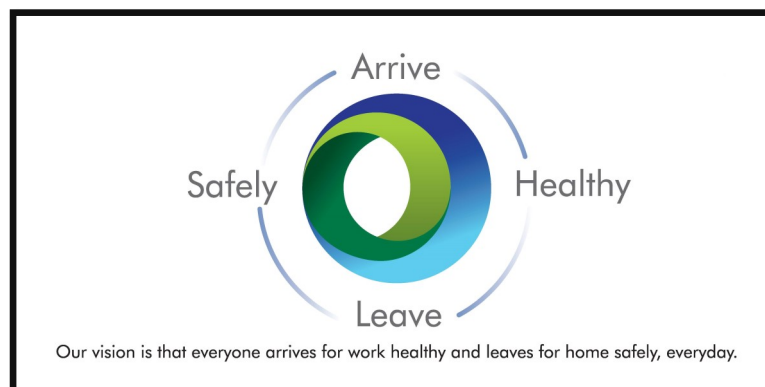 Arrive
Safely
Healthy
Leave
Our vision is that everyone arrives for work healthy and leaves for home safely, everyday.